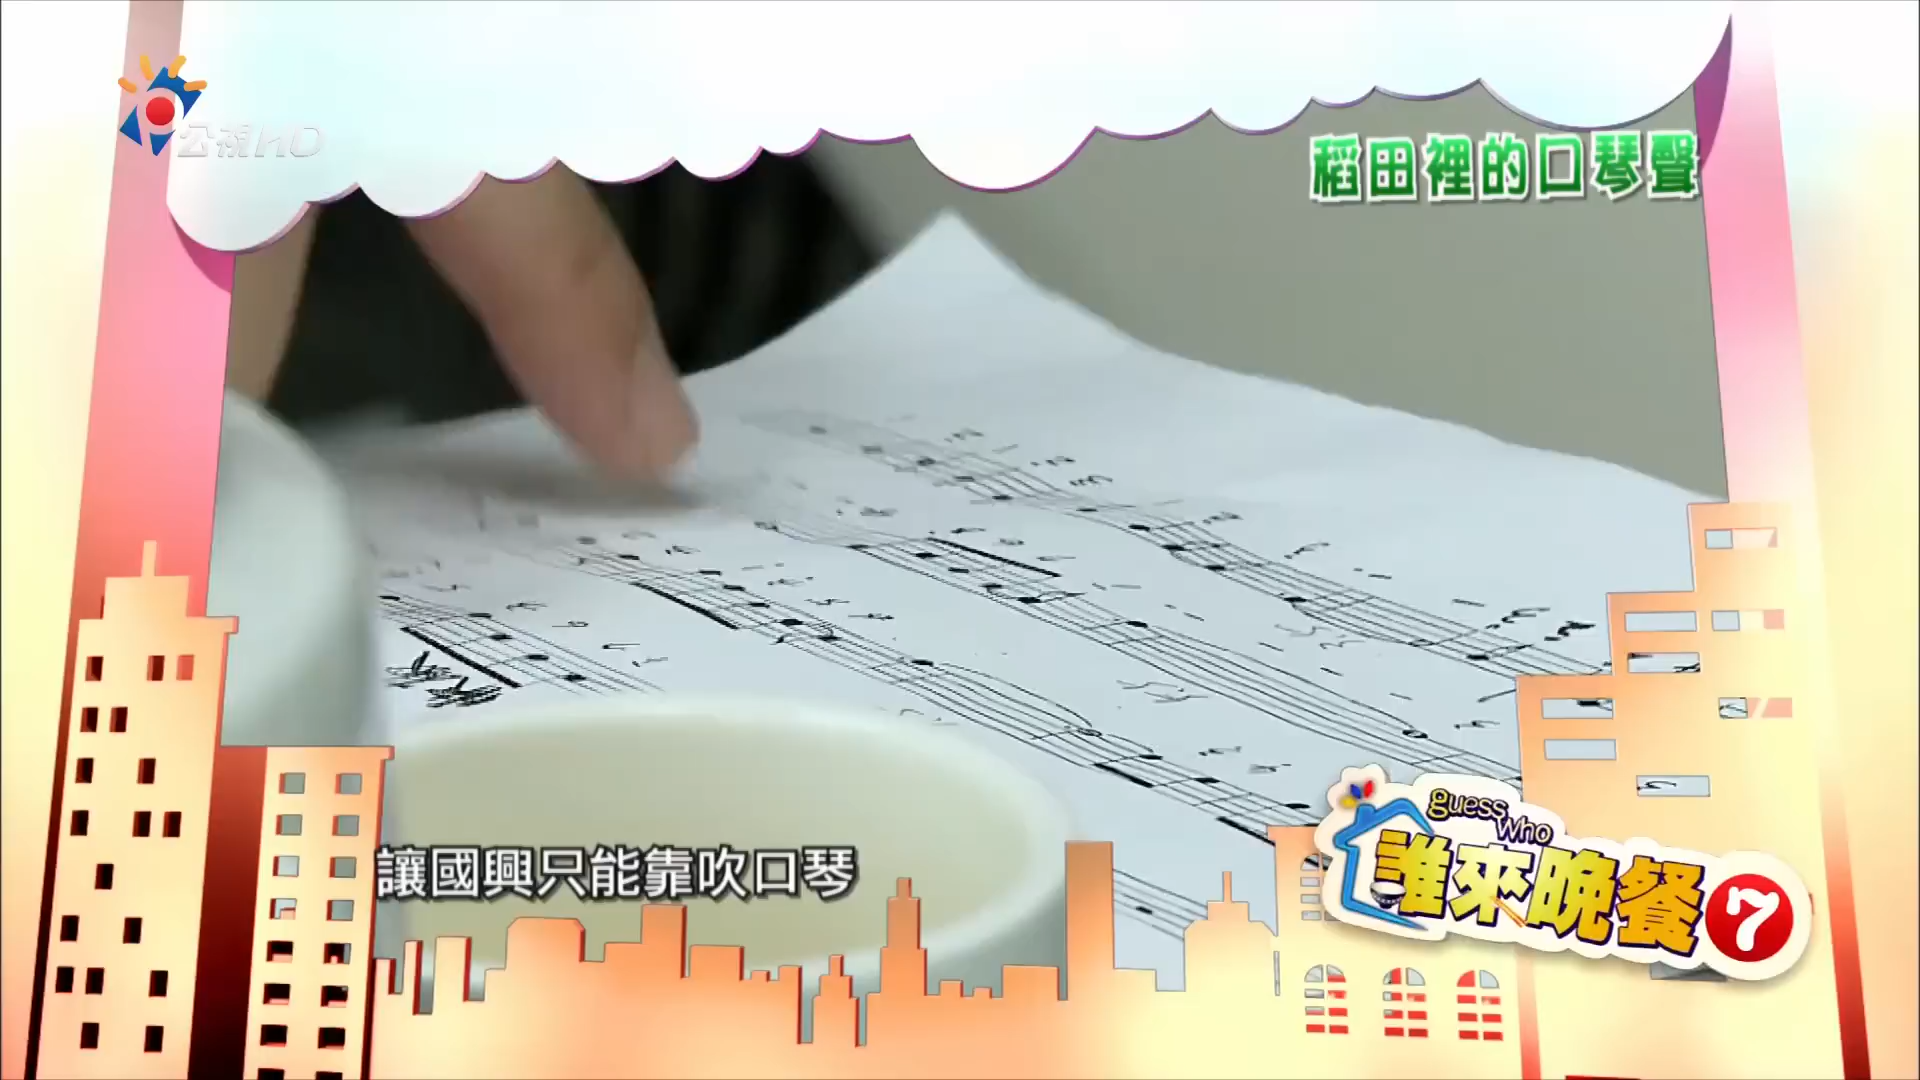 公視HD
稻田裡的口琴聲
讓國興只能靠吹口琴
guess who
誰來晚餐7